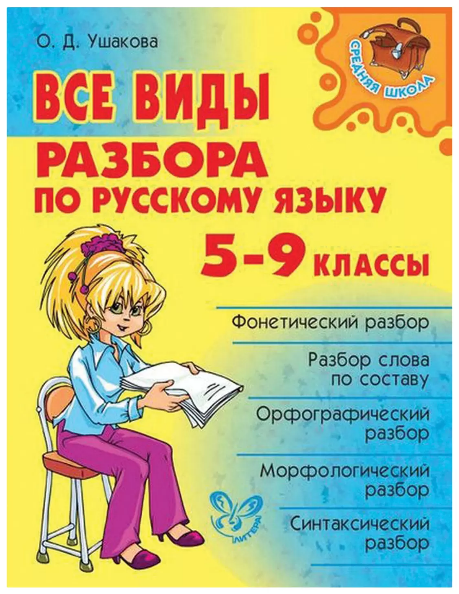 О. Д. Ушакова
СРЕДНЯЯ ШКОЛА
ВСЕ ВИДЫ
РАЗБОРА
ПО РУССКОМУ ЯЗЫКУ
5-9 КЛАССЫ
Фонетический разбор
Разбор слова
по составу
Орфографический
разбор
Морфологический
разбор
Синтаксический
разбор
ЛИТЕРА